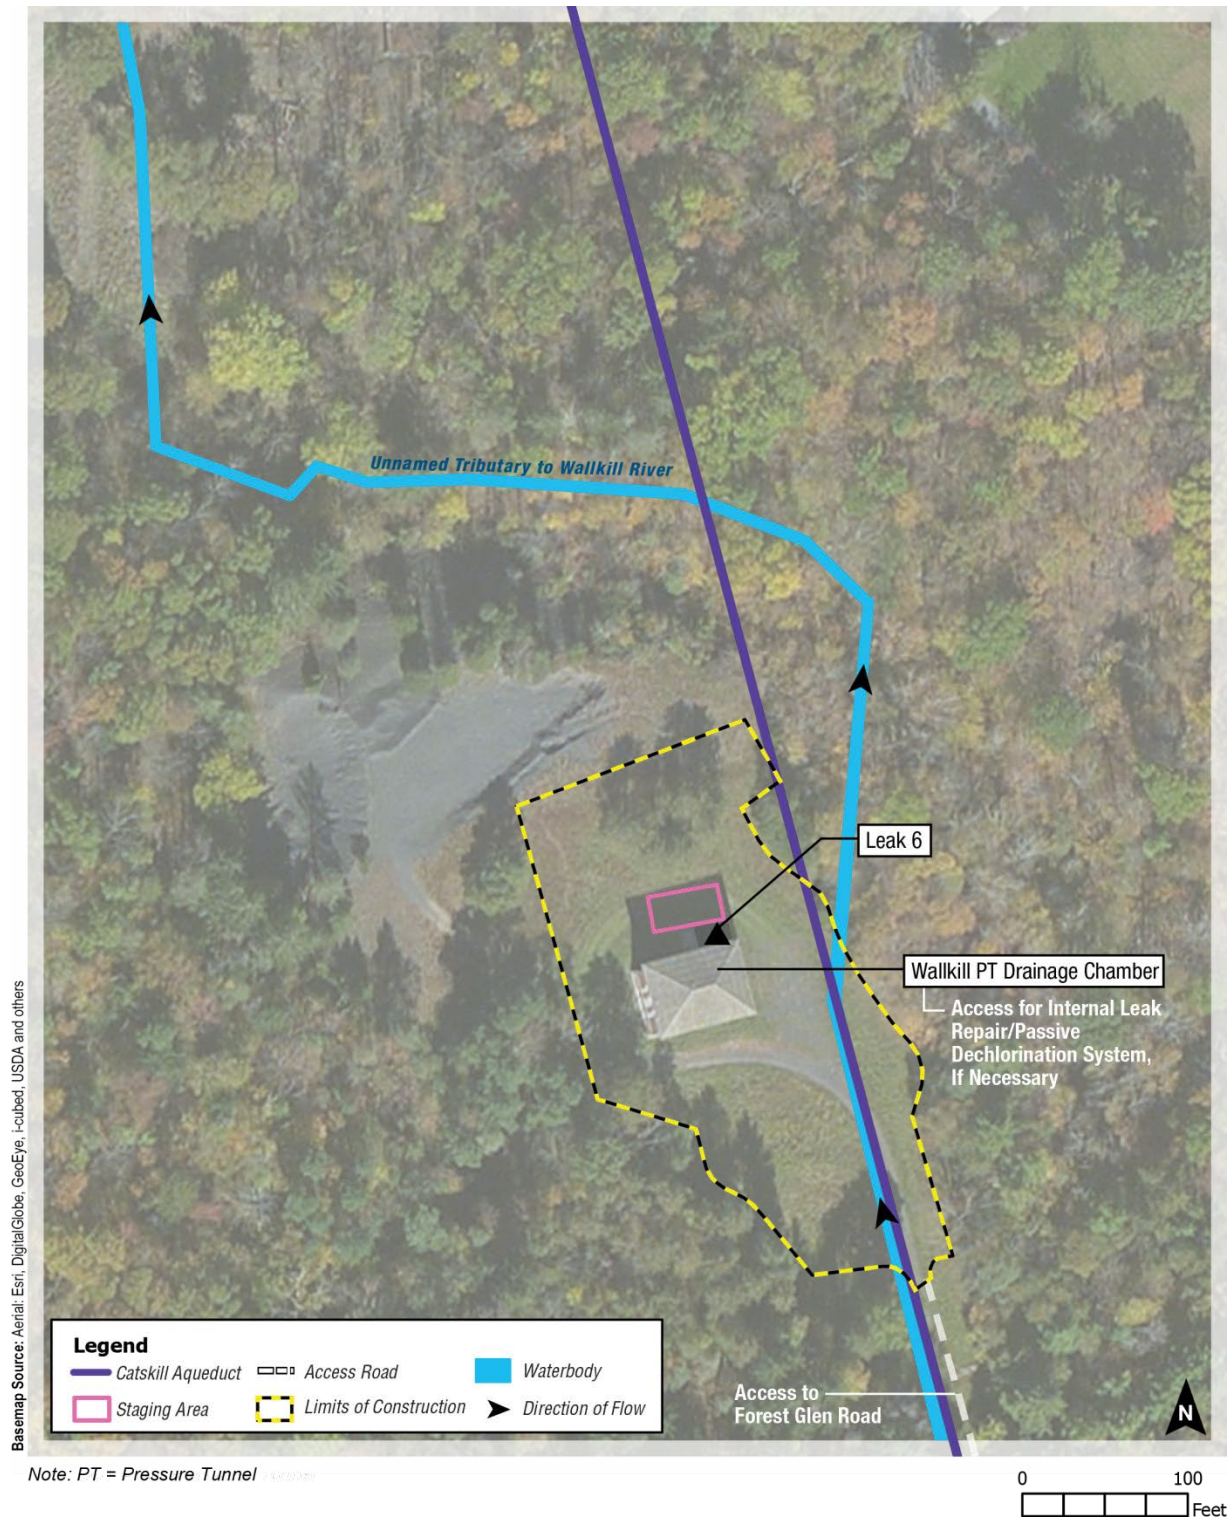 Unnamed Tributary to Wallkill River
Leak 6
Wallkill PT Drainage Chamber
Access for Internal Leak
Repair/Passive
Dechlorination System,
If Necessary
Access to
Forest Glen Road
N
Legend
Catskill Aqueduct
Access Road
Waterbody
Staging Area
Limits of Construction
Direction of Flow
Basemap Source: Aerial: Esri, DigitalGlobe, GeoEye, i-cubed, USDA and others
Note: PT = Pressure Tunnel
0 100
Feet